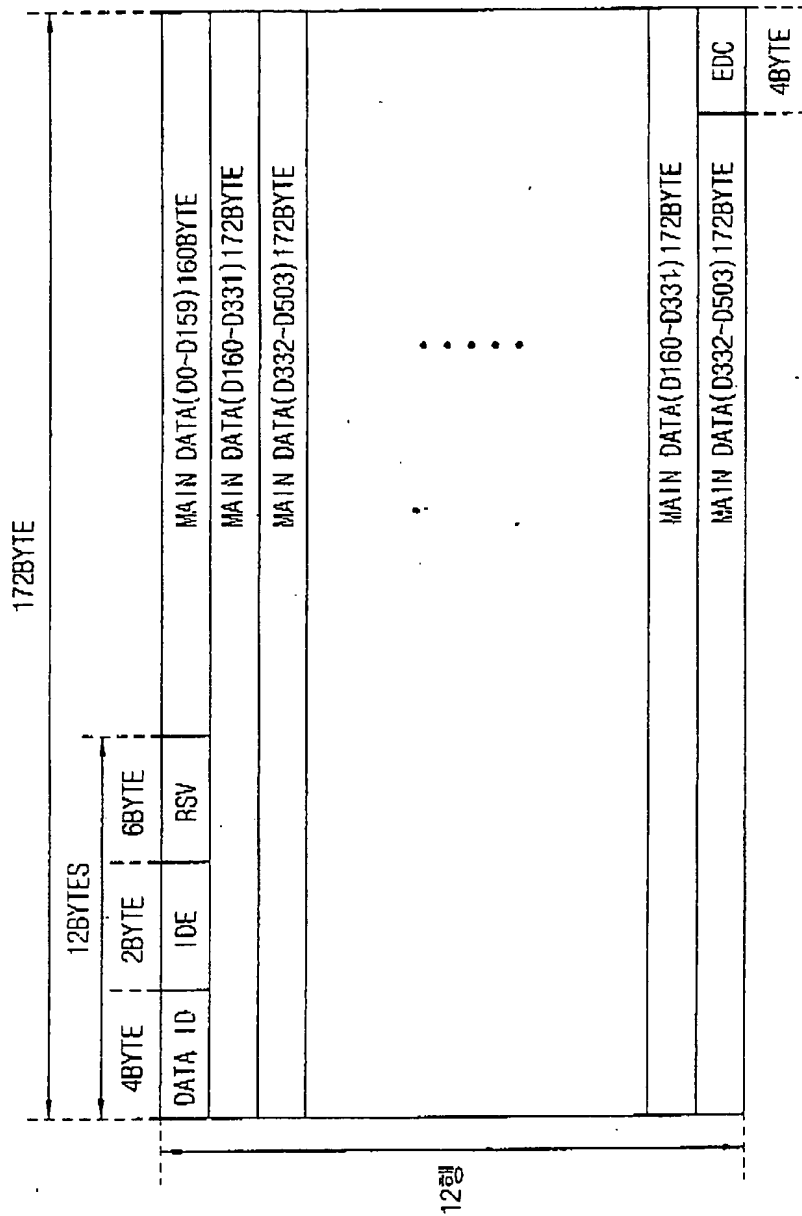 172BYTE
12BYTES
4BYTE 2BYTE 6BYTE
DATA ID IDE RSV MAIN DATA(D0~D159)160BYTE
MAIN DATA(D160~D331)172BYTE
MAIN DATA(D332~D503)172BYTE
MAIN DATA(D160~D331)172BYTE
MAIN DATA(D332~D503)172BYTE EDC
4BYTE
12행